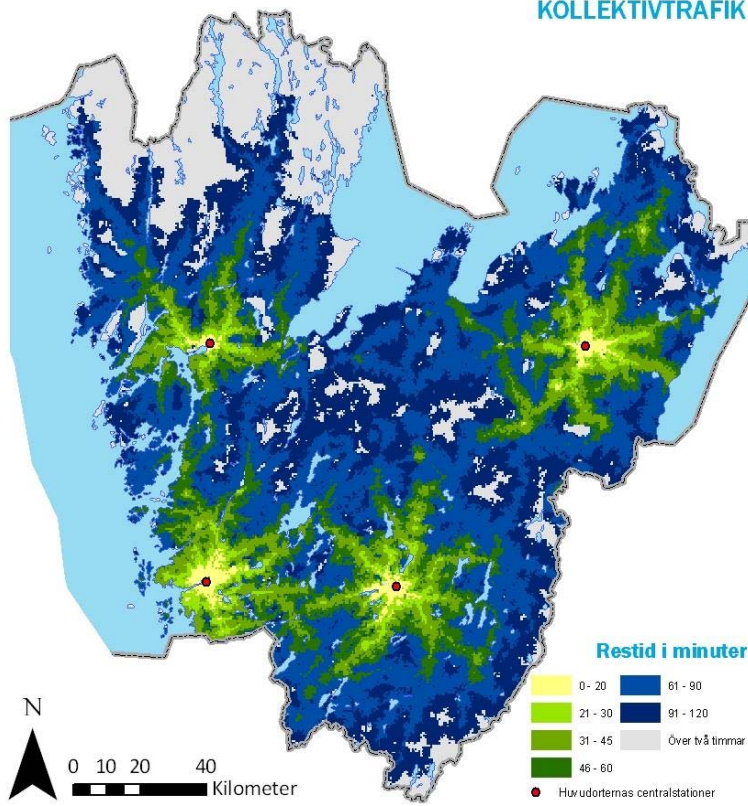 KOLLEKTIVTRAFIK
Restid i minuter
0 - 20
61 - 90
21 - 30
91 - 120
31 - 45
Över två timmar
46 - 60
Huvudorternas centralstationer
N
0 10 20 40
Kilometer